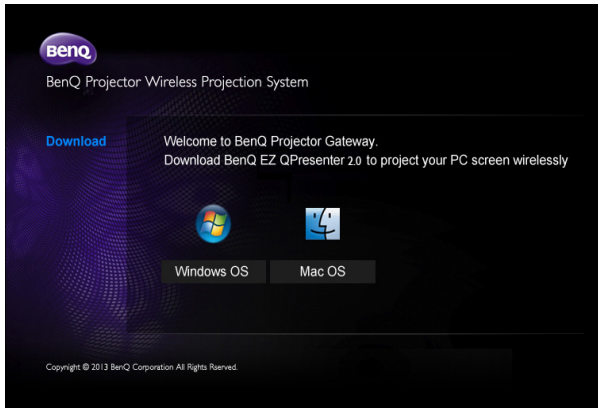 BenQ
BenQ Projector Wireless Projection System
Download
Welcome to BenQ Projector Gateway.
Download BenQ EZ QPresenter 2.0 to project your PC screen wirelessly
Windows OS
Mac OS
Copyright © 2013 BenQ Corporation All Rights Rserved.